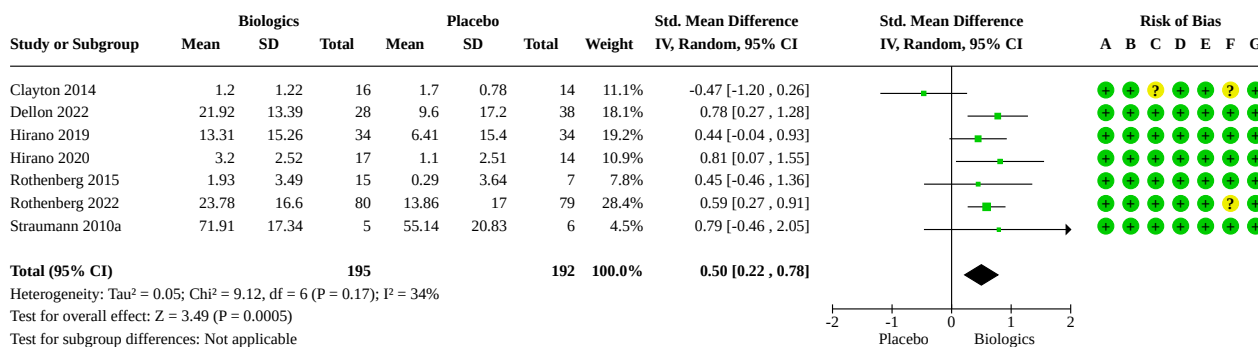 Biologics Placebo Std. Mean Difference Std. Mean Difference Risk of Bias
Study or Subgroup Mean SD Total Mean SD Total Weight IV, Random, 95% CI IV, Random, 95% CI A B C D E F G
Clayton 2014 1.2 1.22 16 1.7 0.78 14 11.1% -0.47 [-1.20 , 0.26] + + ? + + ? +
Dellon 2022 21.92 13.39 28 9.6 17.2 38 18.1% 0.78 [0.27 , 1.28] + + + + + + +
Hirano 2019 13.31 15.26 34 6.41 15.4 34 19.2% 0.44 [-0.04 , 0.93] + + + + + + +
Hirano 2020 3.2 2.52 17 1.1 2.51 14 10.9% 0.81 [0.07 , 1.55] + + + + + + +
Rothenberg 2015 1.93 3.49 15 0.29 3.64 7 7.8% 0.45 [-0.46 , 1.36] + + + + + + +
Rothenberg 2022 23.78 16.6 80 13.86 17 79 28.4% 0.59 [0.27 , 0.91] + + + + + ? +
Straumann 2010a 71.91 17.34 5 55.14 20.83 6 4.5% 0.79 [-0.46 , 2.05] + + + + + + +
Total (95% CI) 195 192 100.0% 0.50 [0.22 , 0.78]
Heterogeneity: Tau² = 0.05; Chi² = 9.12, df = 6 (P = 0.17); I² = 34%
Test for overall effect: Z = 3.49 (P = 0.0005)
-2 -1 0 1 2
Test for subgroup differences: Not applicable
Placebo Biologics